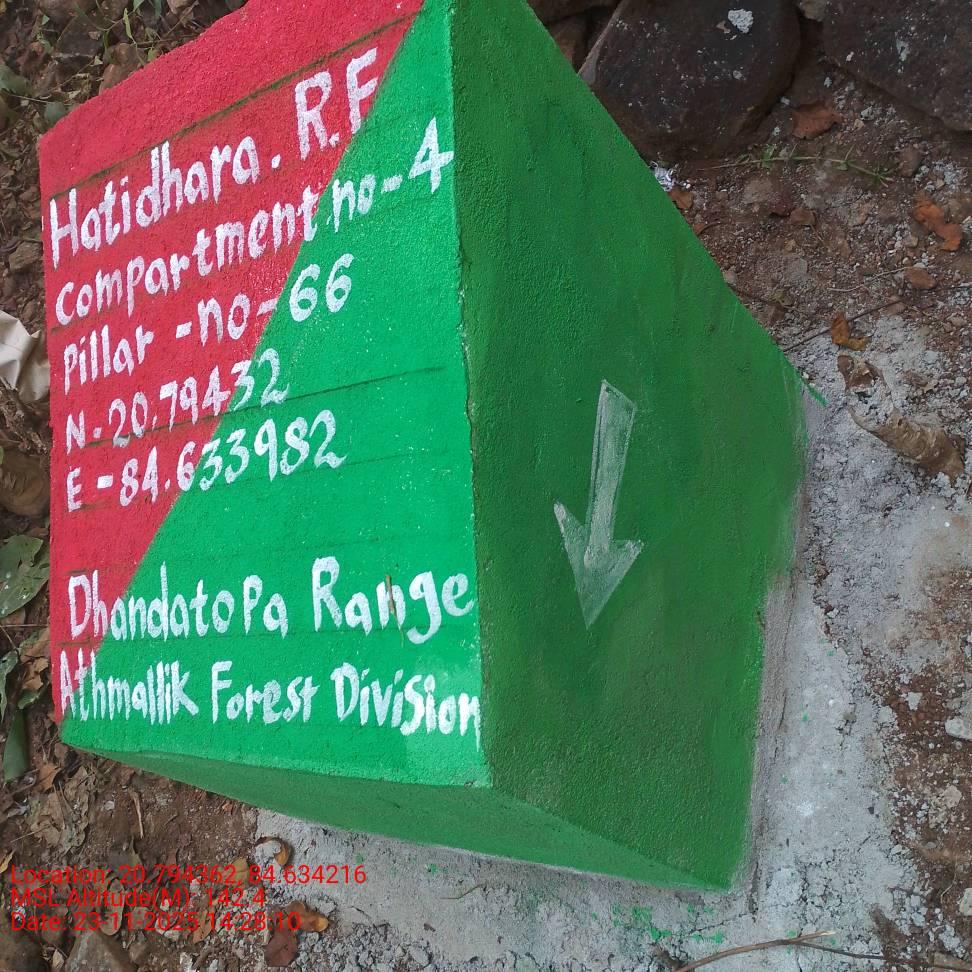 Hatidhara. R.F
compartment no-4
Pillar -no-66
N-20.79432
E-84.633982
Dhandatopa Range
Athmallik Forest Division
Location: 20.794362, 84.634216
MSL Altitude(M): 142.4
Date: 23-11-2025 14:28:10